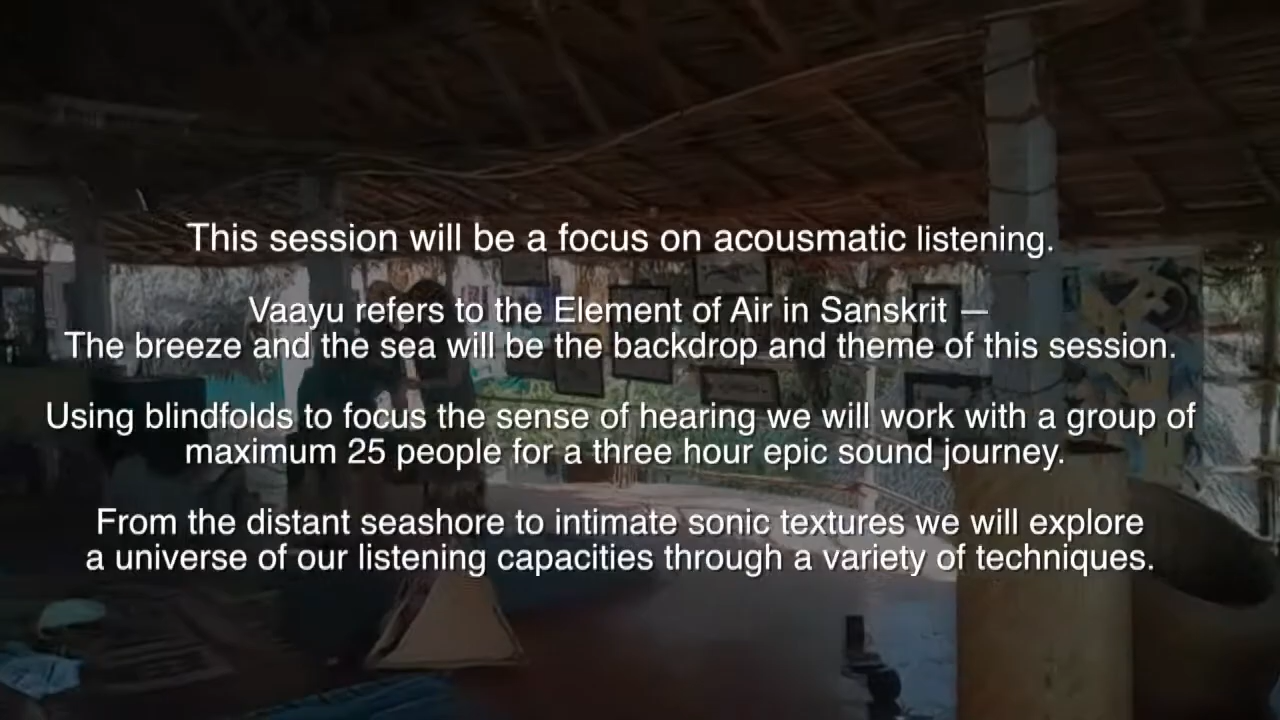 This session will be a focus on acousmatic listening.
Vaayu refers to the Element of Air in Sanskrit —
The breeze and the sea will be the backdrop and theme of this session.
Using blindfolds to focus the sense of hearing we will work with a group of
maximum 25 people for a three hour epic sound journey.
From the distant seashore to intimate sonic textures we will explore
a universe of our listening capacities through a variety of techniques.